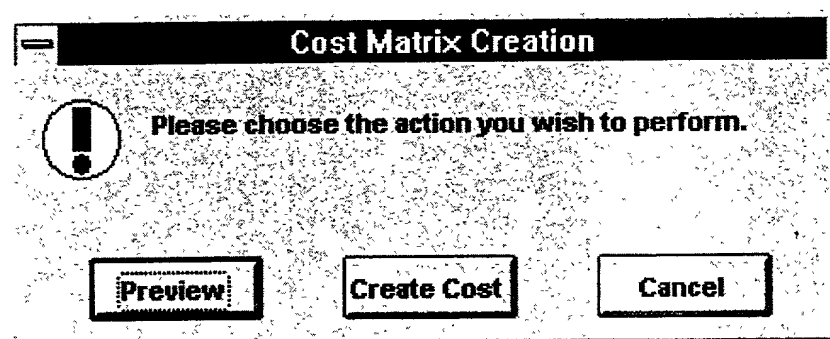 Cost Matrix Creation
Please choose the action you wish to perform.
Preview Create Cost Cancel